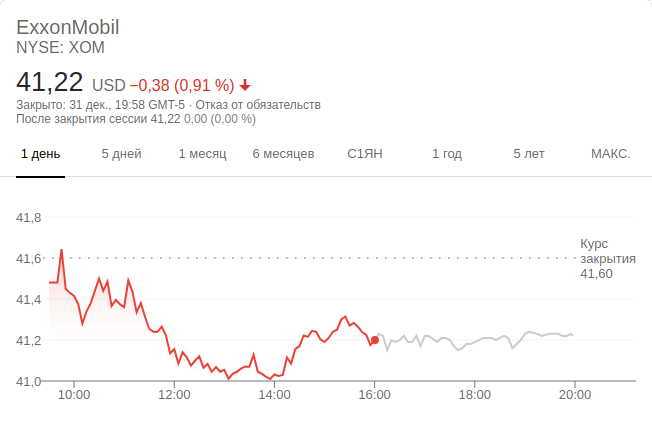 ExxonMobil
NYSE: XOM
41,22 USD −0,38 (0,91 %)
Закрыто: 31 дек., 19:58 GMT-5 · Отказ от обязательств
После закрытия сессии 41,22 0,00 (0,00 %)
1 день 5 дней 1 месяц 6 месяцев С1ЯН 1 год 5 лет МАКС.
41,8
Курс
41,6 закрытия
41,60
41,4
41,2
41,0
10:00 12:00 14:00 16:00 18:00 20:00